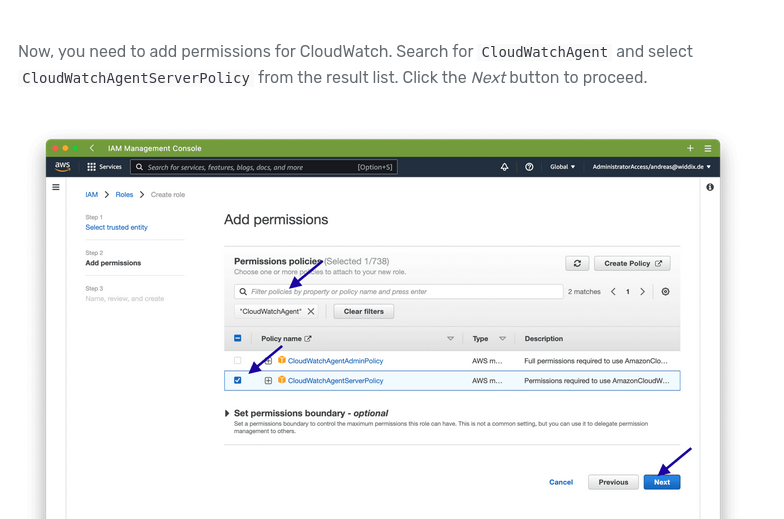 Now, you need to add permissions for CloudWatch. Search for CloudWatchAgent and select
CloudWatchAgentServerPolicy from the result list. Click the Next button to proceed.
IAM Management Console
aws
Services
Search for services, features, blogs, docs, and more
[Option+S]
Global
AdministratorAccess/andreas@widdix.de
IAM > Roles > Create role
Step 1
Select trusted entity
Step 2
Add permissions
Step 3
Name, review, and create
Add permissions
Permissions policies (Selected 1/738)
Choose one or more policies to attach to your new role.
Create Policy
Filter policies by property or policy name and press enter
2 matches
1
"CloudWatchAgent"
Clear filters
Policy name
Type
Description
CloudWatchAgentAdminPolicy
AWS m...
Full permissions required to use AmazonClo...
CloudWatchAgentServerPolicy
AWS m...
Permissions required to use AmazonCloudW...
Set permissions boundary - optional
Set a permissions boundary to control the maximum permissions this role can have. This is not a common setting, but you can use it to delegate permission
management to others.
Cancel
Previous
Next